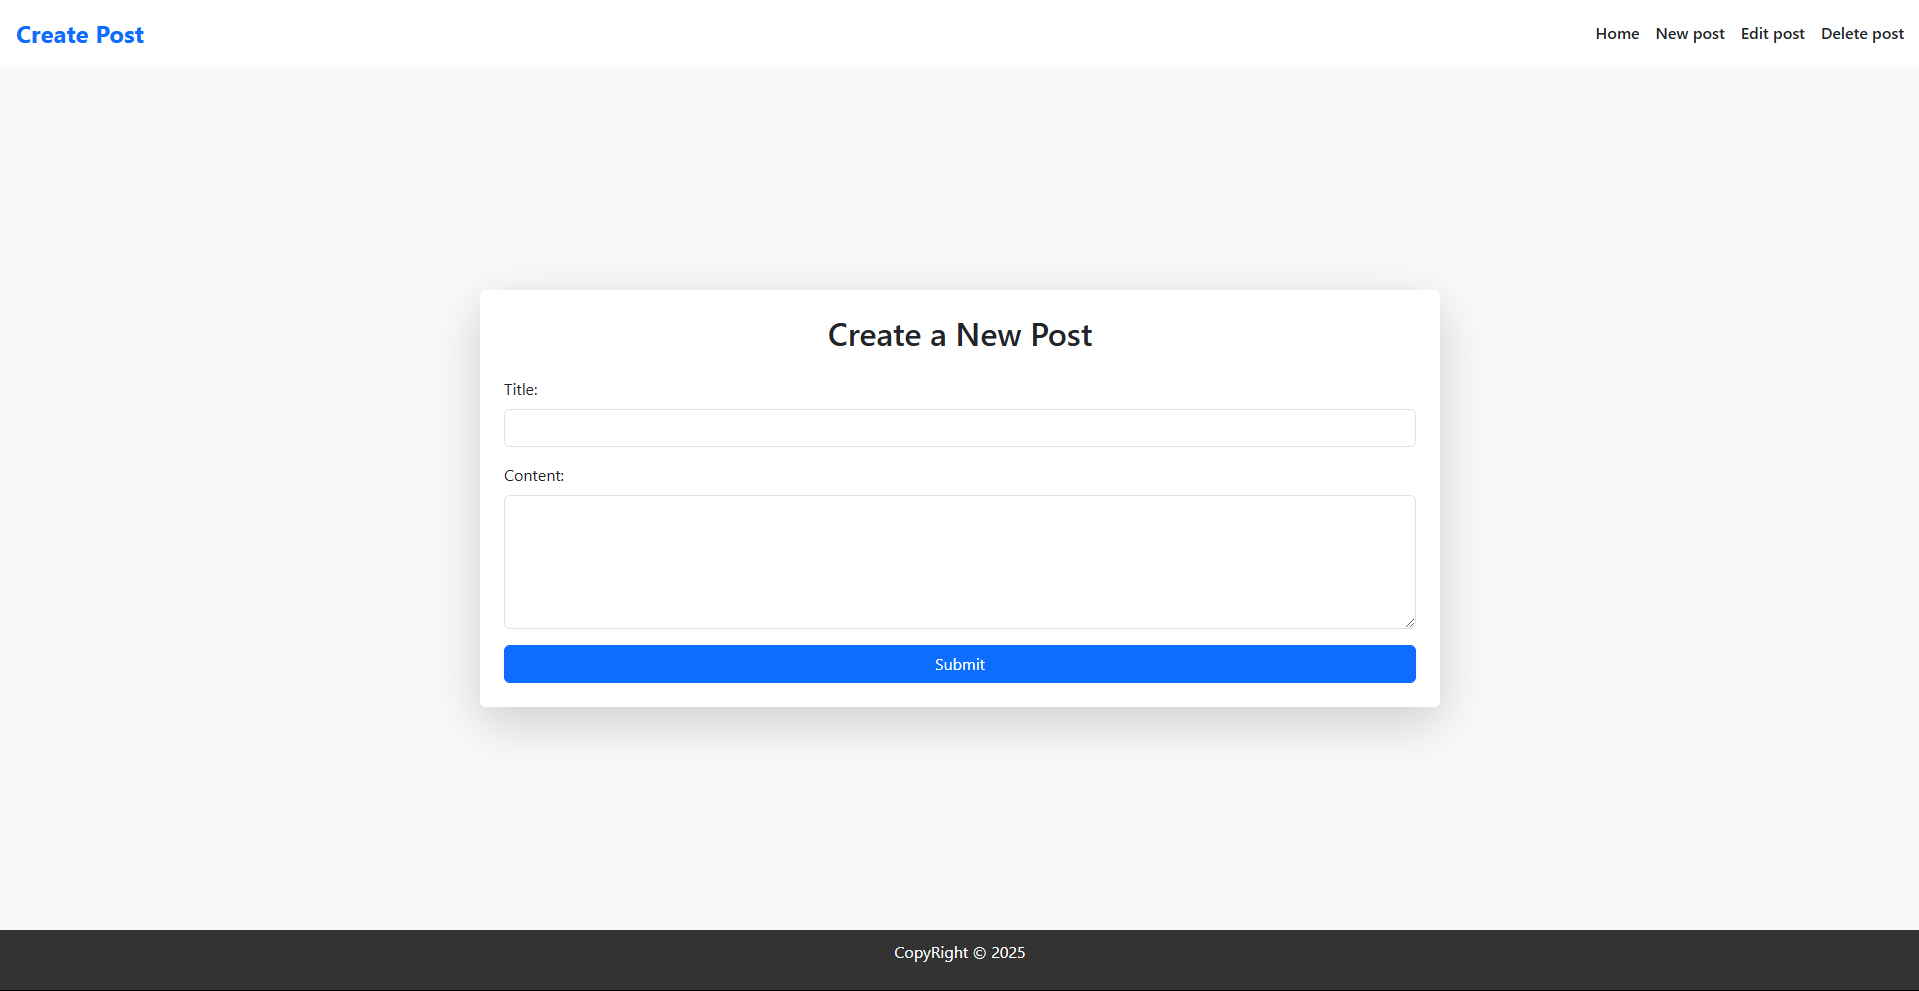 Create Post
Home New post Edit post Delete post
Create a New Post
Title:
Content:
Submit
CopyRight © 2025